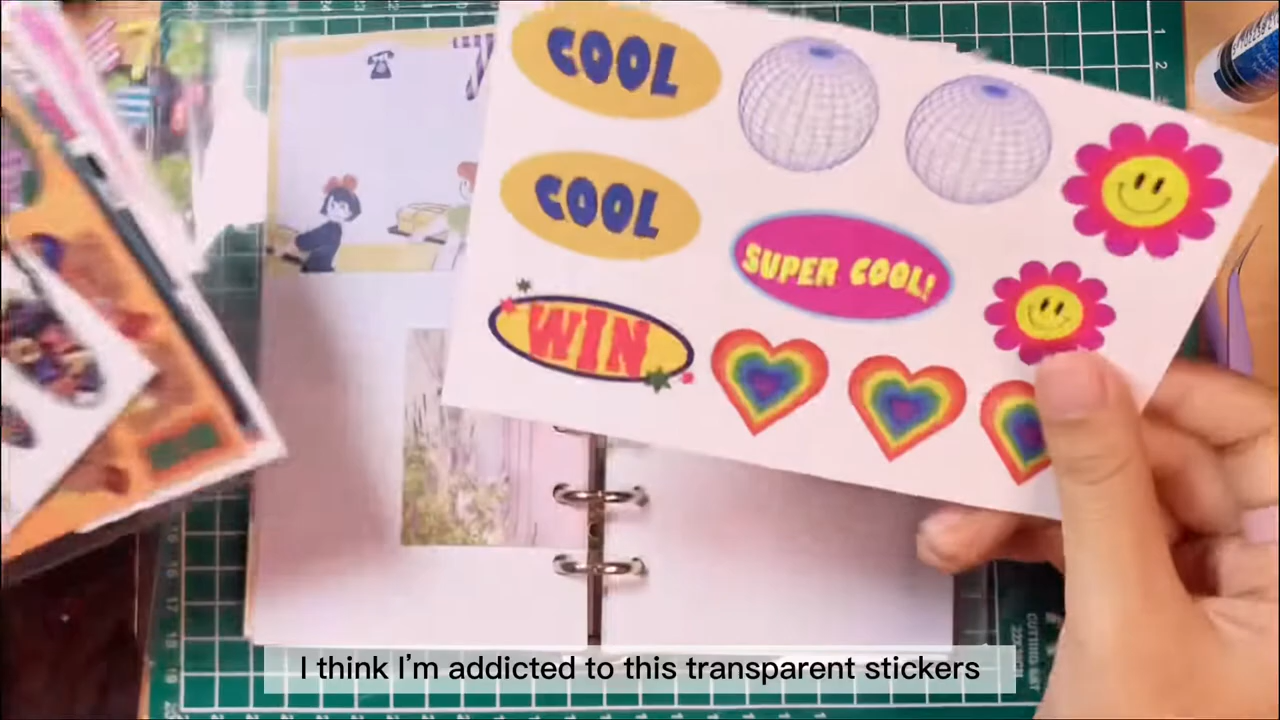 COOL
COOL
SUPER COOL!
WIN
I think I'm addicted to this transparent stickers